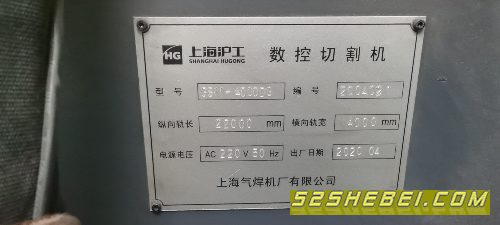 HG 上海沪工 SHANGHAI HUGONG 数控切割机
型号 编号
纵向轨长 22000 mm 横向轨宽 4000 mm
电源电压 AC 220 V 50 Hz 出厂日期 2020.04
上海气焊机厂有限公司
52SHEBEI.COM